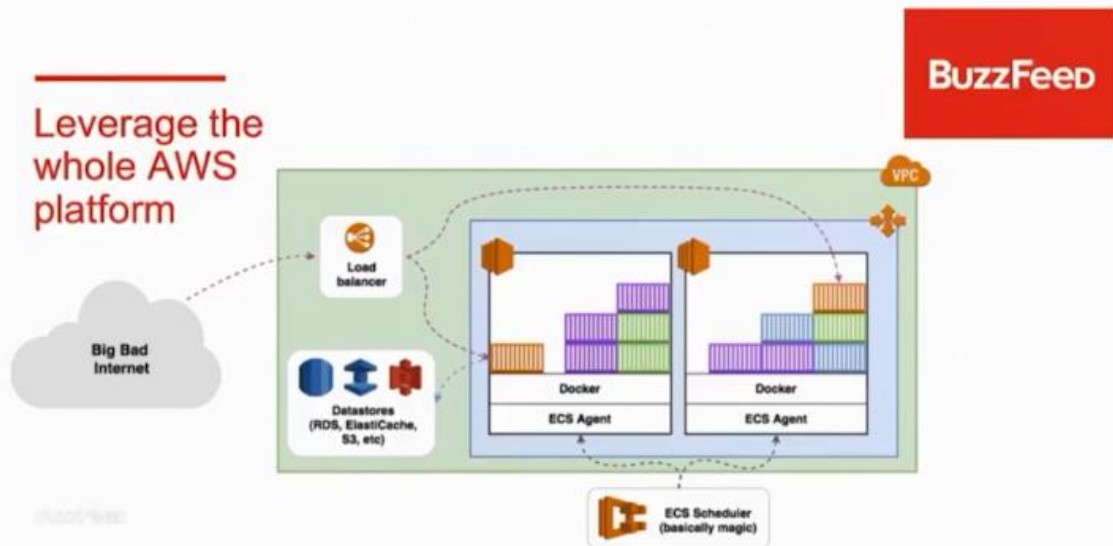 BuzzFeed
Leverage the
whole AWS
platform
VPC
Load
balancer
Big Bad
Internet
Datastores
(RDS, ElastiCache,
S3, etc)
Docker
ECS Agent
Docker
ECS Agent
ECS Scheduler
(basically magic)
BuzzFeed